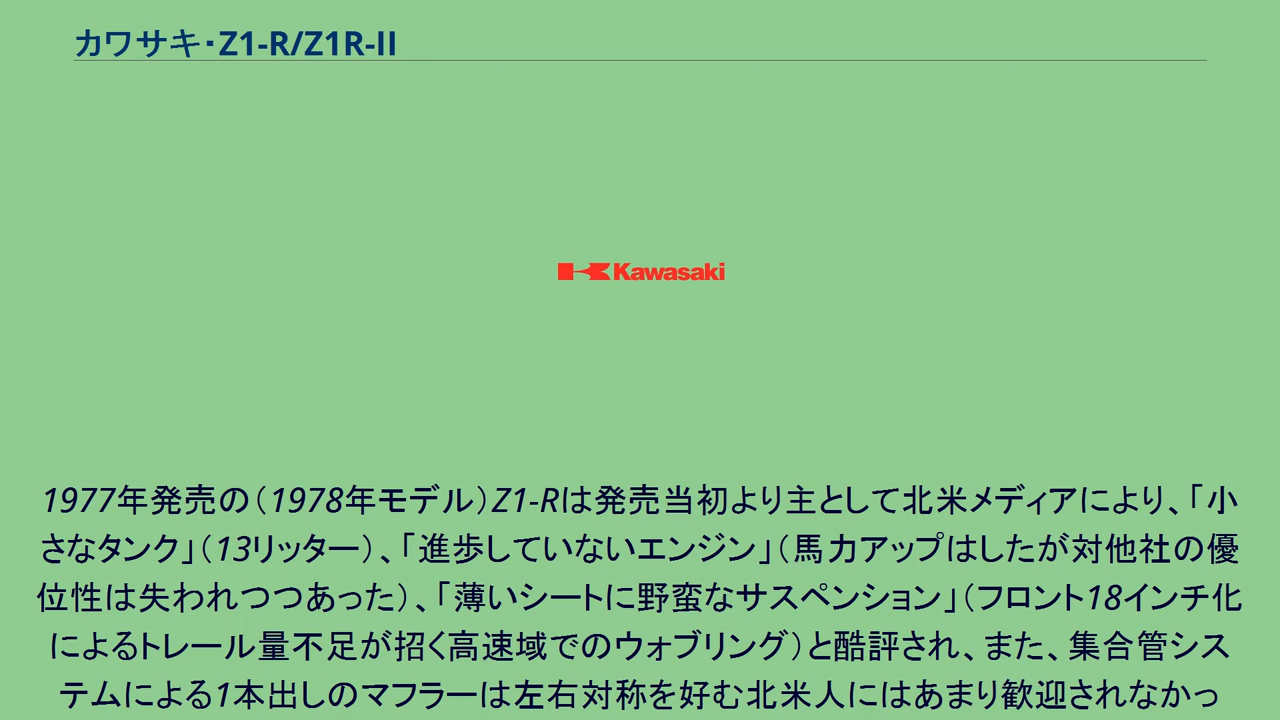 カワサキ・Z1-R/Z1R-II
Kawasaki
1977年発売の（1978年モデル）Z1-Rは発売当初より主として北米メディアにより、「小
さなタンク」（13リッター）、「進歩していないエンジン」（馬力アップはしたが対他社の優
位性は失われつつあった）、「薄いシートに野蛮なサスペンション」（フロント18インチ化
によるトレール量不足が招く高速域でのウォブリング）と酷評され、また、集合管シス
テムによる1本出しのマフラーは左右対称を好む北米人にはあまり歓迎されなかっ